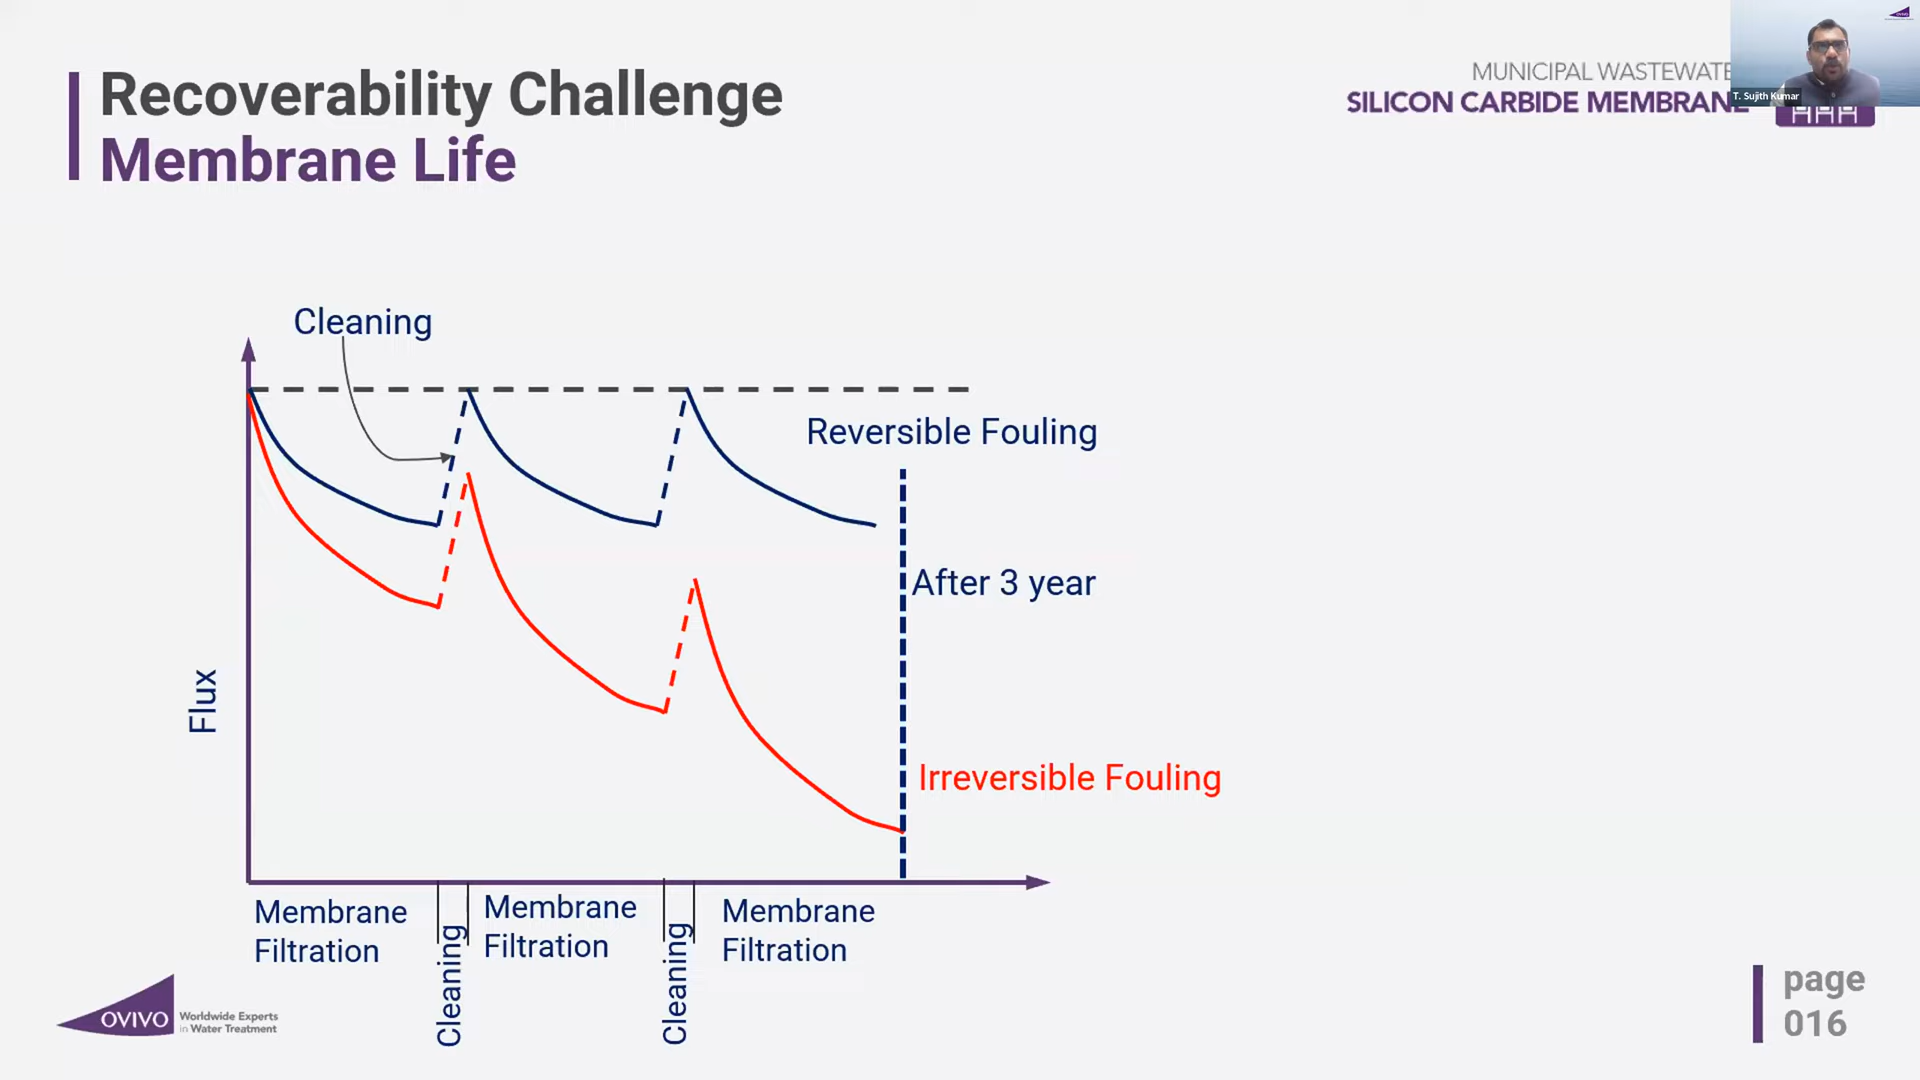 Recoverability Challenge
Membrane Life
MUNICIPAL WASTEWATE
SILICON CARBIDE MEMBRANE
T. Sujith Kumar
Cleaning
Reversible Fouling
After 3 year
Flux
Irreversible Fouling
Membrane
Filtration
Cleaning
Membrane
Filtration
Cleaning
Membrane
Filtration
OVIVO
Worldwide Experts
in Water Treatment
page
016